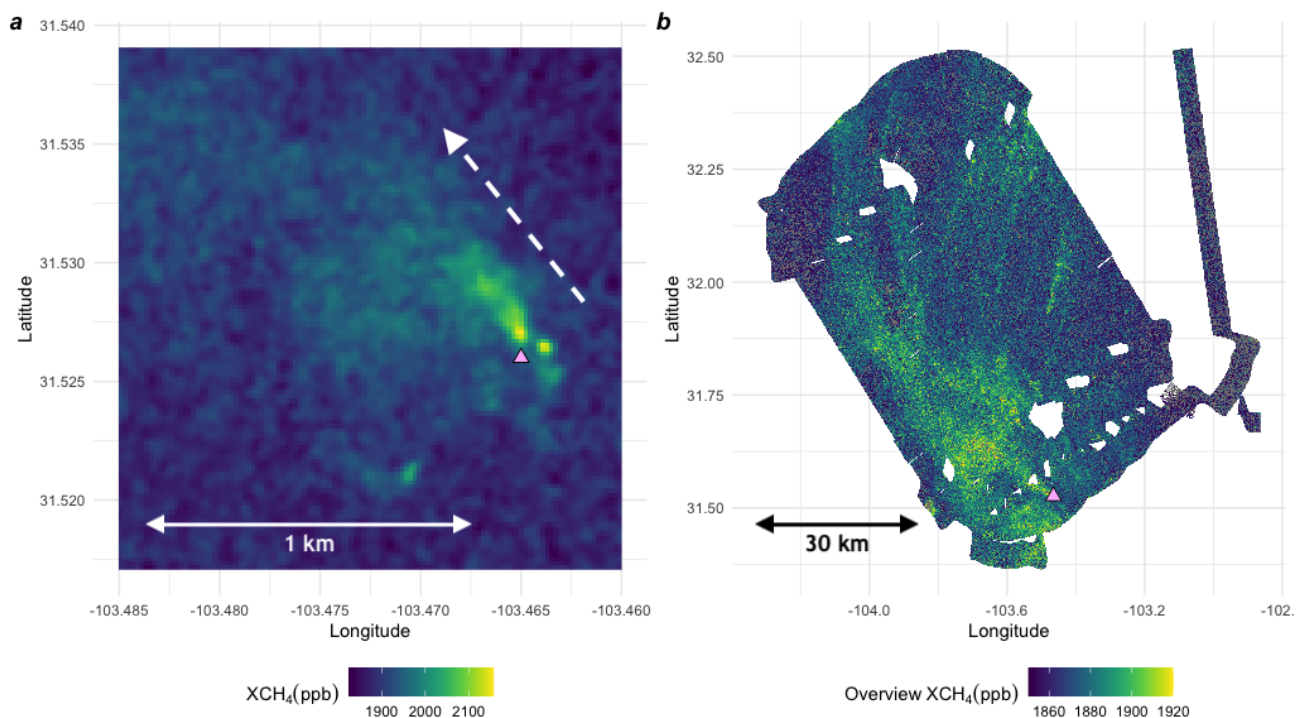 a
31.540
31.535
31.530
31.525
31.520
Latitude
1 km
-103.485
-103.480
-103.475
-103.470
-103.465
-103.460
Longitude
XCH₄(ppb)
1900
2000
2100
b
32.50
32.25
32.00
31.75
31.50
Latitude
30 km
-104.0
-103.6
-103.2
-102.
Longitude
Overview XCH₄(ppb)
1860
1880
1900
1920